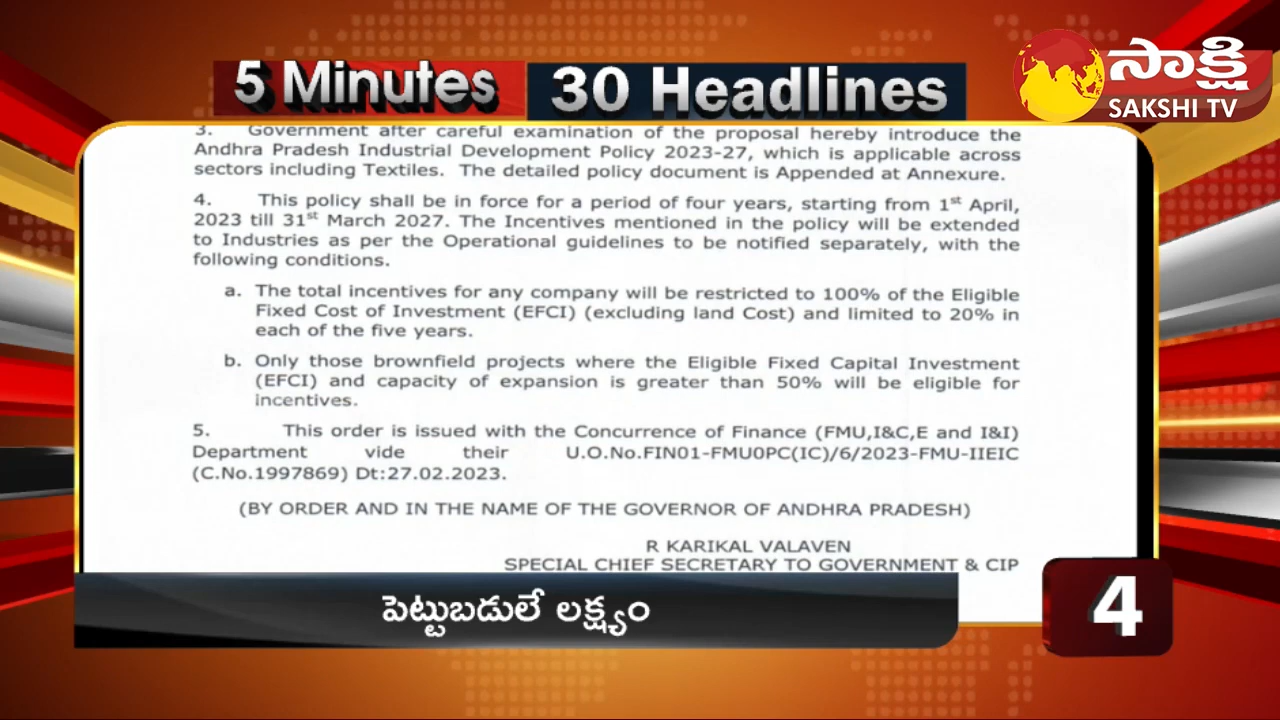 5 Minutes 30 Headlines
సాక్షి
SAKSHI TV
3. Government after careful examination of the proposal hereby introduce the
Andhra Pradesh Industrial Development Policy 2023-27, which is applicable across
sectors including Textiles. The detailed policy document is Appended at Annexure.
4. This policy shall be in force for a period of four years, starting from 1st April,
2023 till 31st March 2027. The Incentives mentioned in the policy will be extended
to Industries as per the Operational guidelines to be notified separately, with the
following conditions.
a. The total incentives for any company will be restricted to 100% of the Eligible
Fixed Cost of Investment (EFCI) (excluding land Cost) and limited to 20% in
each of the five years.
b. Only those brownfield projects where the Eligible Fixed Capital Investment
(EFCI) and capacity of expansion is greater than 50% will be eligible for
incentives.
5. This order is issued with the Concurrence of Finance (FMU,I&C,E and I&I)
Department vide their U.O.No.FIN01-FMU0PC(IC)/6/2023-FMU-IIEIC
(C.No.1997869) Dt:27.02.2023.
(BY ORDER AND IN THE NAME OF THE GOVERNOR OF ANDHRA PRADESH)
R KARIKAL VALAVEN
SPECIAL CHIEF SECRETARY TO GOVERNMENT & CIP
పెట్టుబడులే లక్ష్యం
4